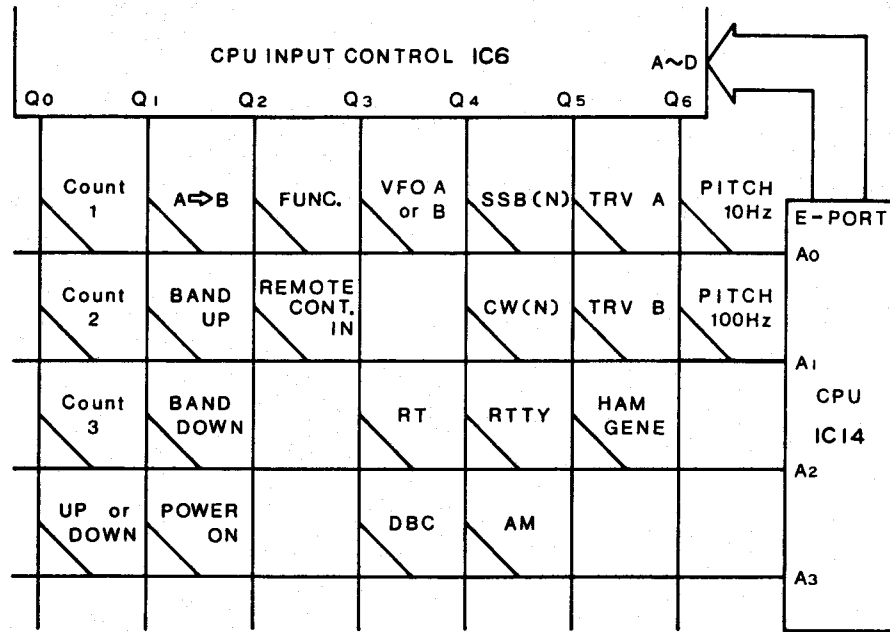 CPU INPUT CONTROL IC6
A~D
Q0 Q1 Q2 Q3 Q4 Q5 Q6
Count
1
A⇨B
FUNC.
VFO A
or B
SSB(N)
TRV A
PITCH
10Hz
E-PORT
A0
Count
2
BAND
UP
REMOTE
CONT.
IN
CW(N)
TRV B
PITCH
100Hz
A1
Count
3
BAND
DOWN
RT
RTTY
HAM
GENE
CPU
IC14
A2
UP or
DOWN
POWER
ON
DBC
AM
A3